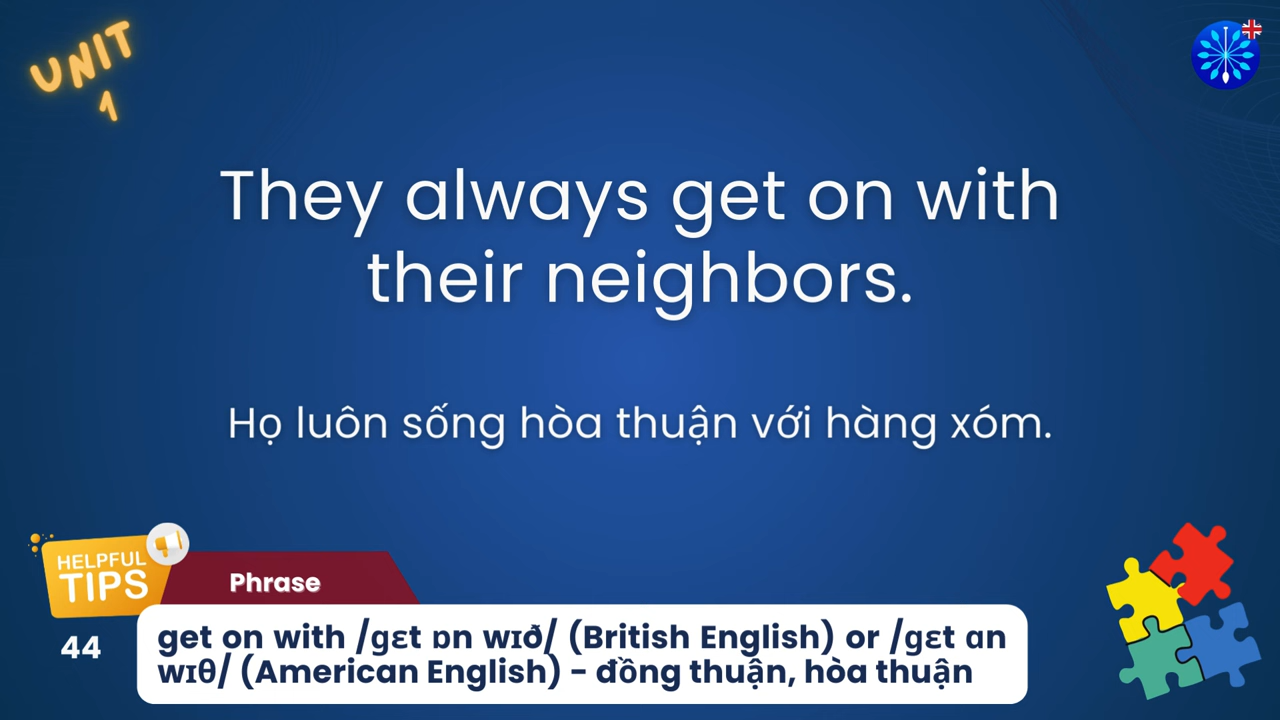 UNIT
1
They always get on with
their neighbors.
Họ luôn sống hòa thuận với hàng xóm.
HELPFUL
TIPS
Phrase
44
get on with /ɡɛt ɒn wɪð/ (British English) or /ɡɛt ɑn
wɪθ/ (American English) - đồng thuận, hòa thuận